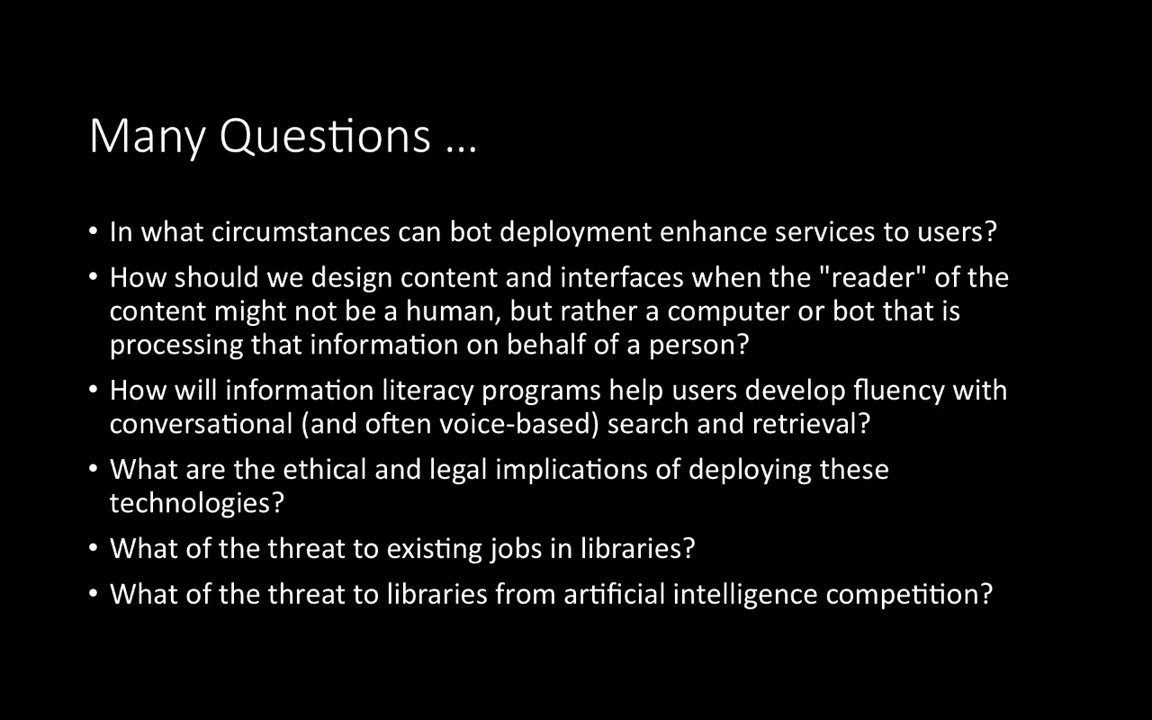 Many Questions ...
• In what circumstances can bot deployment enhance services to users?
• How should we design content and interfaces when the "reader" of the
content might not be a human, but rather a computer or bot that is
processing that information on behalf of a person?
• How will information literacy programs help users develop fluency with
conversational (and often voice-based) search and retrieval?
• What are the ethical and legal implications of deploying these
technologies?
• What of the threat to existing jobs in libraries?
• What of the threat to libraries from artificial intelligence competition?